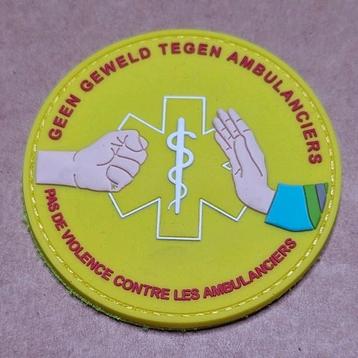 GEEN GEWELD TEGEN AMBULANCIERS
PAS DE VIOLENCE CONTRE LES AMBULANCIERS